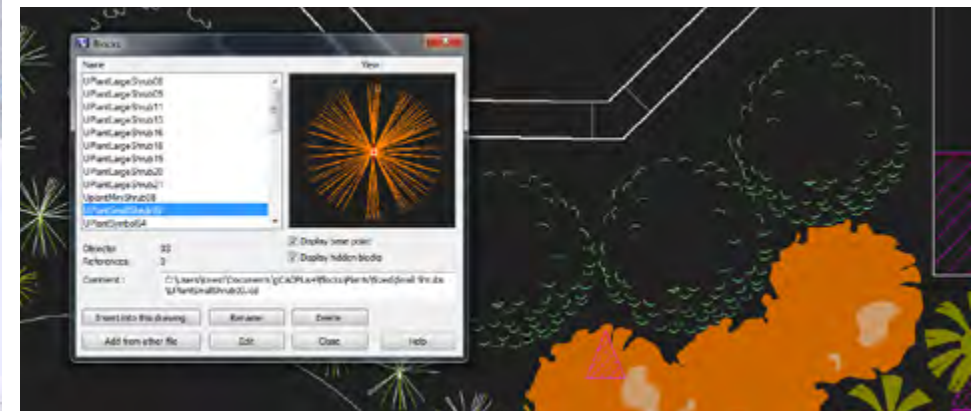 Blocks
Name
View
UPlantLargeShrub08
UPlantLargeShrub09
UPlantLargeShrub11
UPlantLargeShrub13
UPlantLargeShrub16
UPlantLargeShrub18
UPlantLargeShrub19
UPlantLargeShrub20
UPlantLargeShrub21
UplantMiniShrub08
UPlantSmallShrub02
UPlantSymbol04
Objects:
References:
Display base point
Display hidden blocks
Comment :
Insert into this drawing
Rename
Delete
Add from other file
Edit
Close
Help